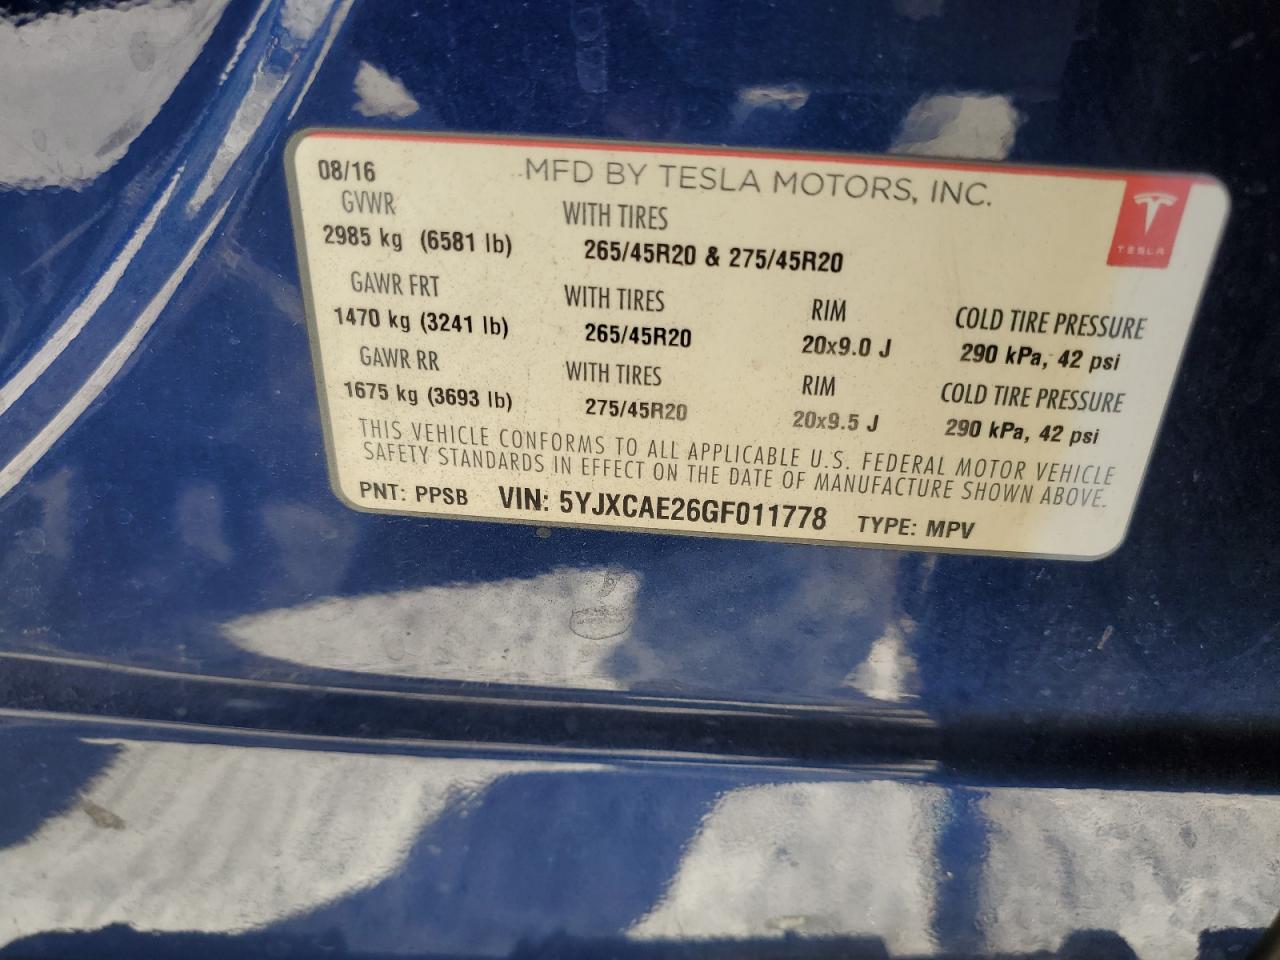 08/16 MFD BY TESLA MOTORS, INC.
GVWR WITH TIRES
2985 kg (6581 lb) 265/45R20 & 275/45R20
TESLA
GAWR FRT WITH TIRES RIM COLD TIRE PRESSURE
1470 kg (3241 lb) 265/45R20 20x9.0 J 290 kPa, 42 psi
GAWR RR WITH TIRES RIM COLD TIRE PRESSURE
1675 kg (3693 lb) 275/45R20 20x9.5 J 290 kPa, 42 psi
THIS VEHICLE CONFORMS TO ALL APPLICABLE U.S. FEDERAL MOTOR VEHICLE
SAFETY STANDARDS IN EFFECT ON THE DATE OF MANUFACTURE SHOWN ABOVE.
PNT: PPSB VIN: 5YJXCAE26GF011778 TYPE: MPV